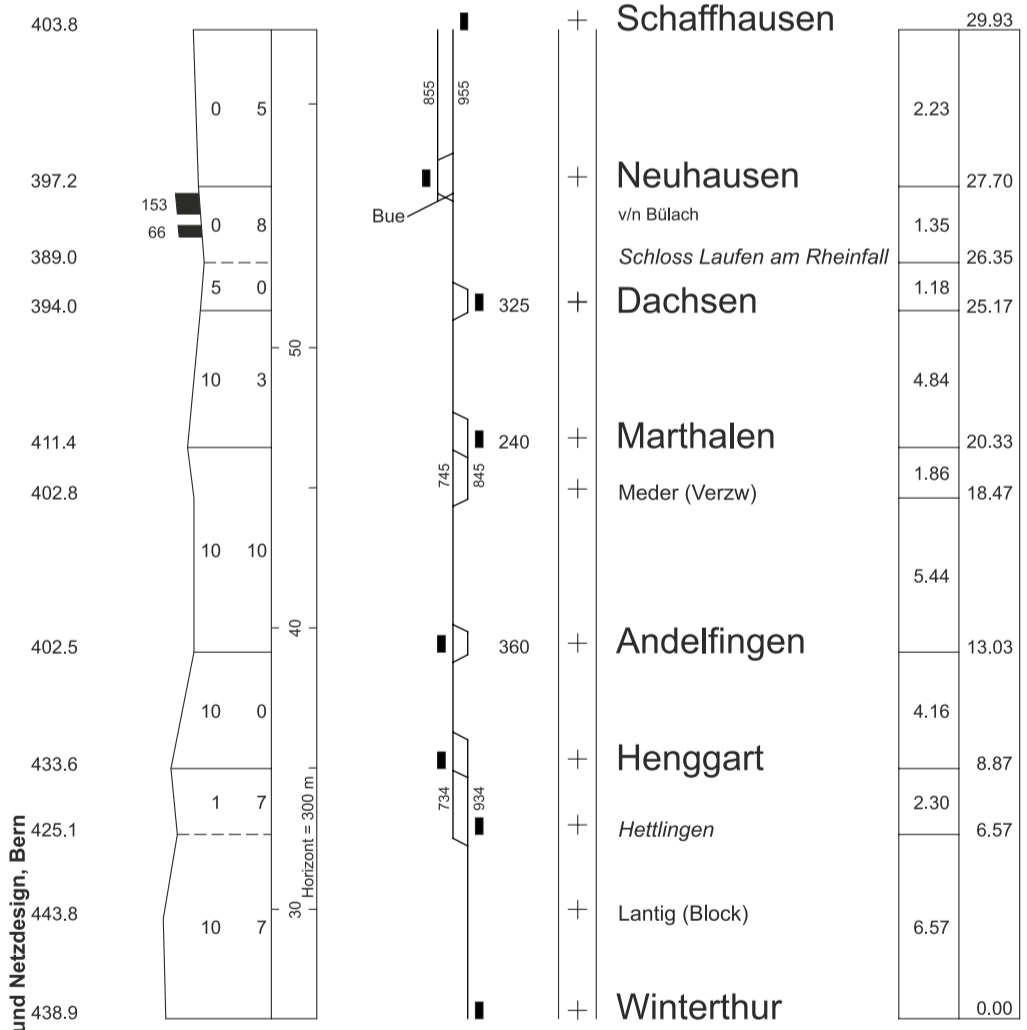 403.8 Schaffhausen 29.93
855 955
0 5 2.23
397.2 Neuhausen 27.70
153
Bue v/n Bülach
0 8 1.35
66
389.0 Schloss Laufen am Rheinfall 26.35
5 0 1.18
394.0 325 Dachsen 25.17
50
10 3 4.84
411.4 240 Marthalen 20.33
745 845 1.86
402.8 Meder (Verzw) 18.47
10 10 5.44
40
402.5 360 Andelfingen 13.03
10 0 4.16
433.6 Henggart 8.87
734 934
1 7 2.30
Horizont = 300 m
425.1 Hettlingen 6.57
30
443.8 Lantig (Block)
10 7 6.57
438.9 Winterthur 0.00
und Netzdesign, Bern